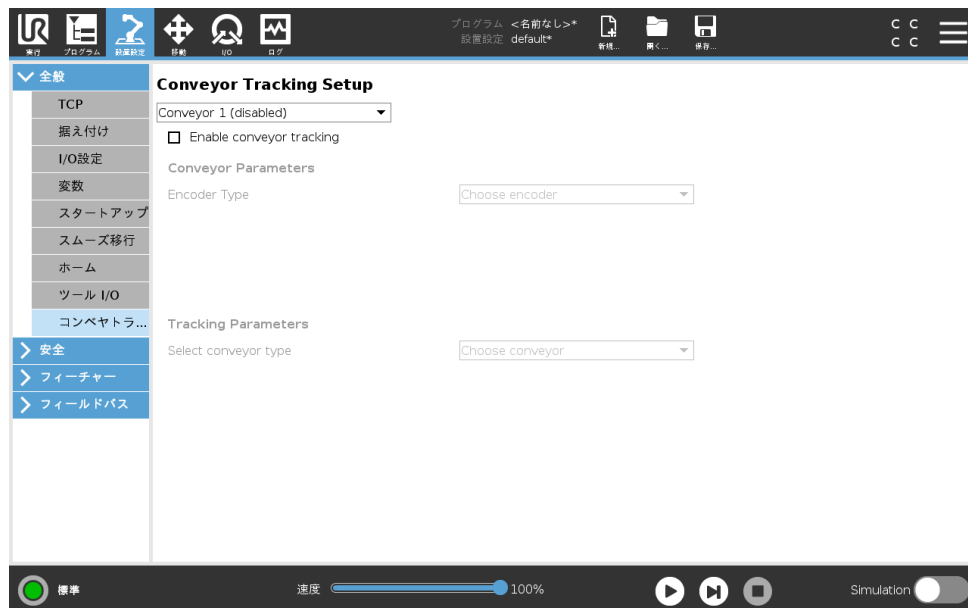 プログラム <名前なし>*
設置設定 default*
C C
C C
実行
プログラム
設置設定
移動
I/O
ログ
新規...
開く...
保存...
全般
TCP
据え付け
I/O設定
変数
スタートアップ
スムーズ移行
ホーム
ツール I/O
コンベヤトラ...
安全
フィーチャー
フィールドバス
Conveyor Tracking Setup
Conveyor 1 (disabled)
Enable conveyor tracking
Conveyor Parameters
Encoder Type
Choose encoder
Tracking Parameters
Select conveyor type
Choose conveyor
標準
速度
100%
Simulation